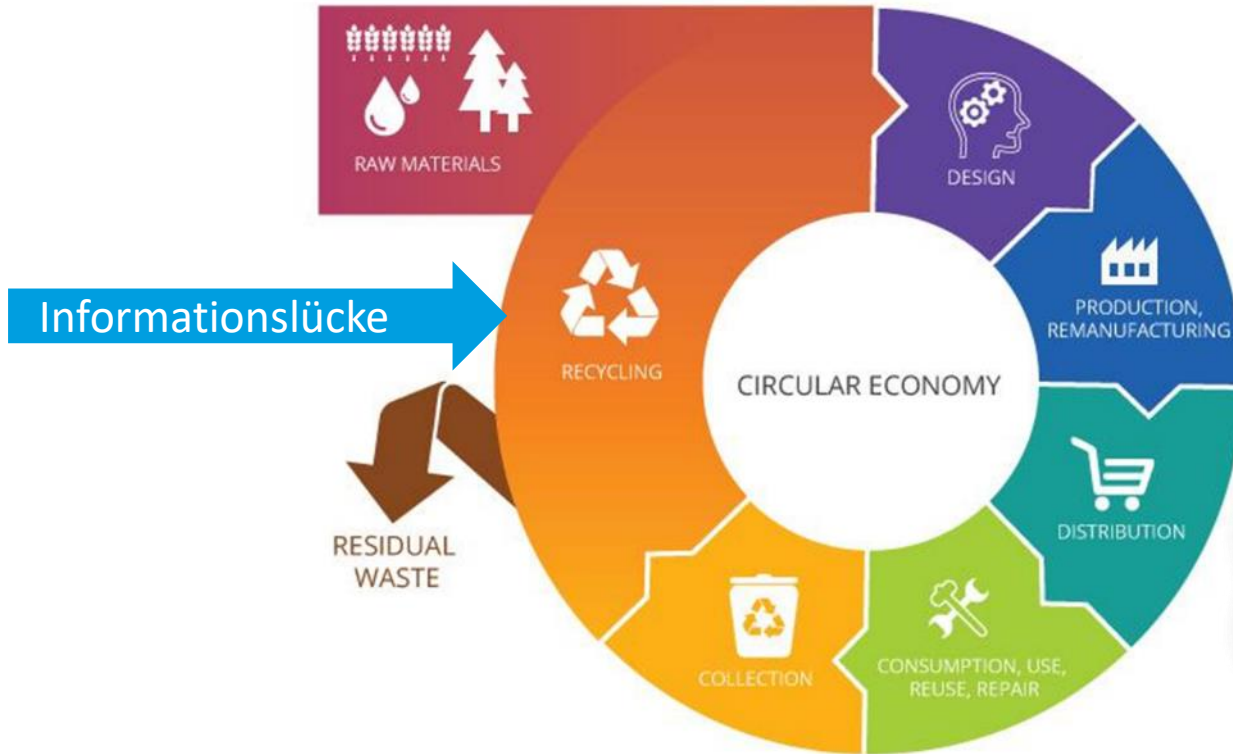 RAW MATERIALS
DESIGN
PRODUCTION,
REMANUFACTURING
Informationslücke
RECYCLING
CIRCULAR ECONOMY
DISTRIBUTION
RESIDUAL
WASTE
COLLECTION
CONSUMPTION, USE,
REUSE, REPAIR